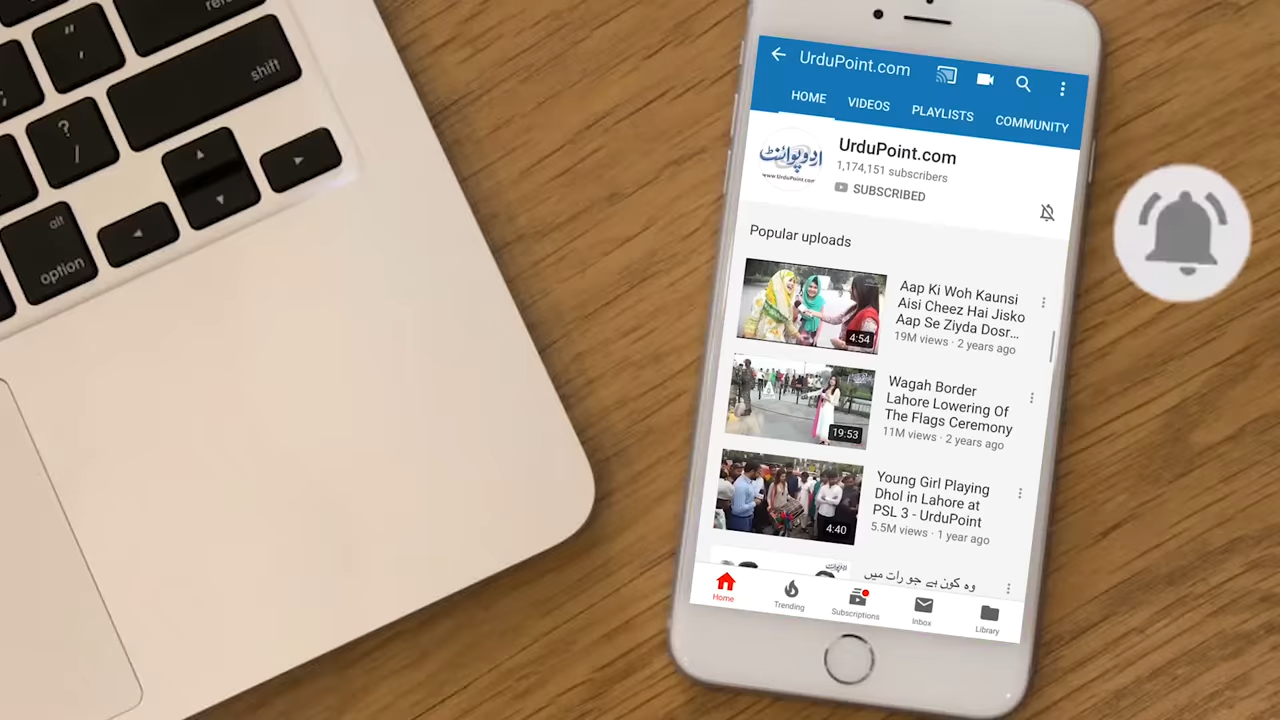 shift
alt
option
UrduPoint.com
HOME
VIDEOS
PLAYLISTS
COMMUNITY
اردوپوائنٹ
www.UrduPoint.com
UrduPoint.com
1,174,151 subscribers
SUBSCRIBED
Popular uploads
4:54
Aap Ki Woh Kaunsi
Aisi Cheez Hai Jisko
Aap Se Ziyda Dosr...
19M views · 2 years ago
19:53
Wagah Border
Lahore Lowering Of
The Flags Ceremony
11M views · 2 years ago
4:40
Young Girl Playing
Dhol in Lahore at
PSL 3 - UrduPoint
5.5M views · 1 year ago
وہ کون ہے جو رات میں
Home
Trending
Subscriptions
Inbox
Library